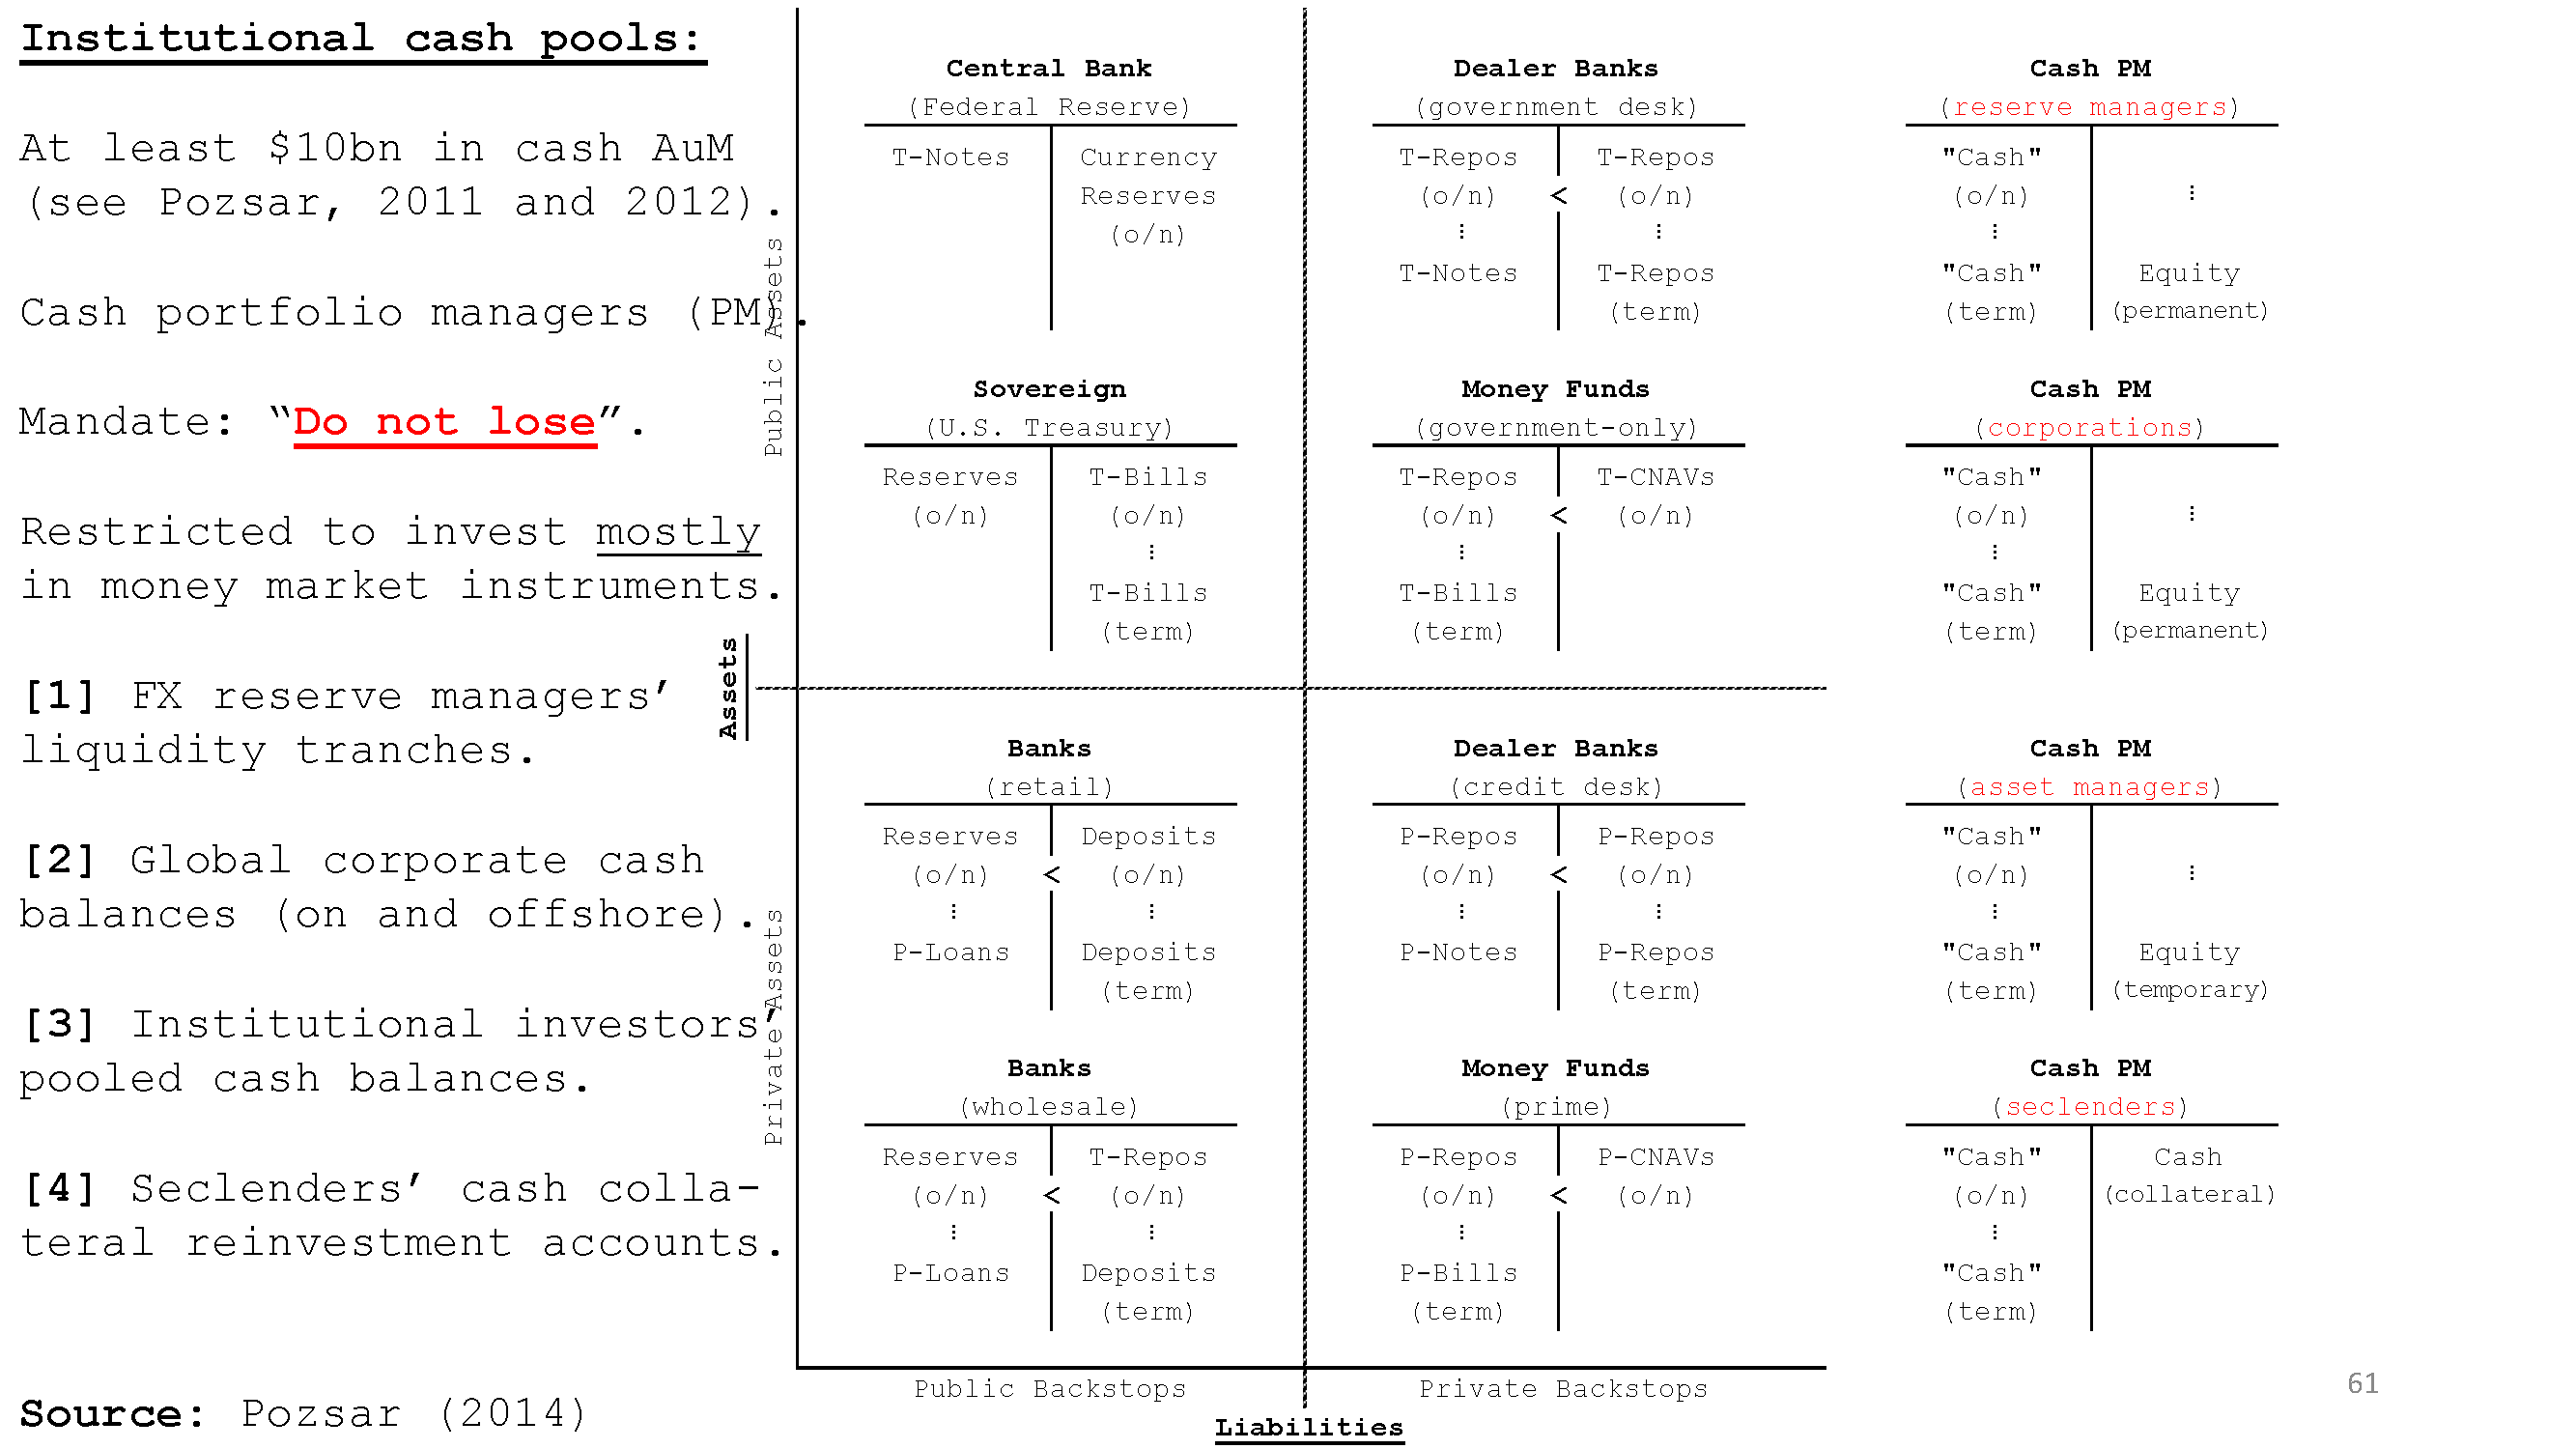 Institutional cash pools:
At least $10bn in cash AuM
(see Pozsar, 2011 and 2012).
Cash portfolio managers (PM).
Mandate: “Do not lose”.
Restricted to invest mostly
in money market instruments.
[1] FX reserve managers’
liquidity tranches.
[2] Global corporate cash
balances (on and offshore).
[3] Institutional investors’
pooled cash balances.
[4] Seclenders’ cash colla-
teral reinvestment accounts.
Source: Pozsar (2014)
Assets
Public Assets
Private Assets
Central Bank
(Federal Reserve)
T-Notes Currency
Reserves
(o/n)
Sovereign
(U.S. Treasury)
Reserves T-Bills
(o/n) (o/n)
⋮
T-Bills
(term)
Banks
(retail)
Reserves Deposits
(o/n) < (o/n)
⋮ ⋮
P-Loans Deposits
(term)
Banks
(wholesale)
Reserves T-Repos
(o/n) < (o/n)
⋮ ⋮
P-Loans Deposits
(term)
Dealer Banks
(government desk)
T-Repos T-Repos
(o/n) < (o/n)
⋮ ⋮
T-Notes T-Repos
(term)
Money Funds
(government-only)
T-Repos T-CNAVs
(o/n) < (o/n)
⋮
T-Bills
(term)
Dealer Banks
(credit desk)
P-Repos P-Repos
(o/n) < (o/n)
⋮ ⋮
P-Notes P-Repos
(term)
Money Funds
(prime)
P-Repos P-CNAVs
(o/n) < (o/n)
⋮
P-Bills
(term)
Cash PM
(reserve managers)
"Cash"
(o/n) ⋮
⋮
"Cash" Equity
(term) (permanent)
Cash PM
(corporations)
"Cash"
(o/n) ⋮
⋮
"Cash" Equity
(term) (permanent)
Cash PM
(asset managers)
"Cash"
(o/n) ⋮
⋮
"Cash" Equity
(term) (temporary)
Cash PM
(seclenders)
"Cash" Cash
(o/n) (collateral)
⋮
"Cash"
(term)
Public Backstops Private Backstops
Liabilities
61